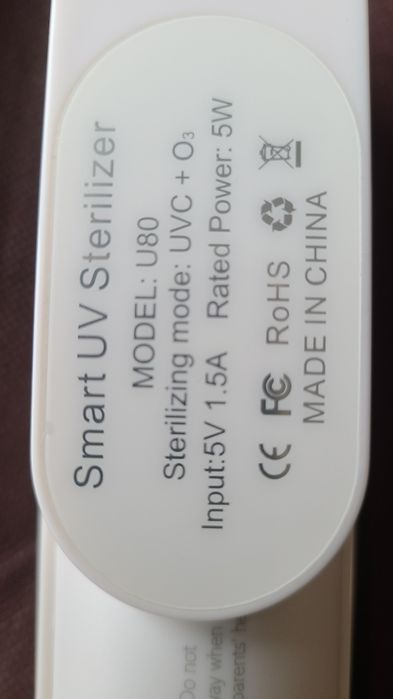 Smart UV Sterilizer
MODEL: U80
Sterilizing mode: UVC + O₃
Input:5V 1.5A Rated Power: 5W
CE FC RoHS
MADE IN CHINA
Do not
when
parents'